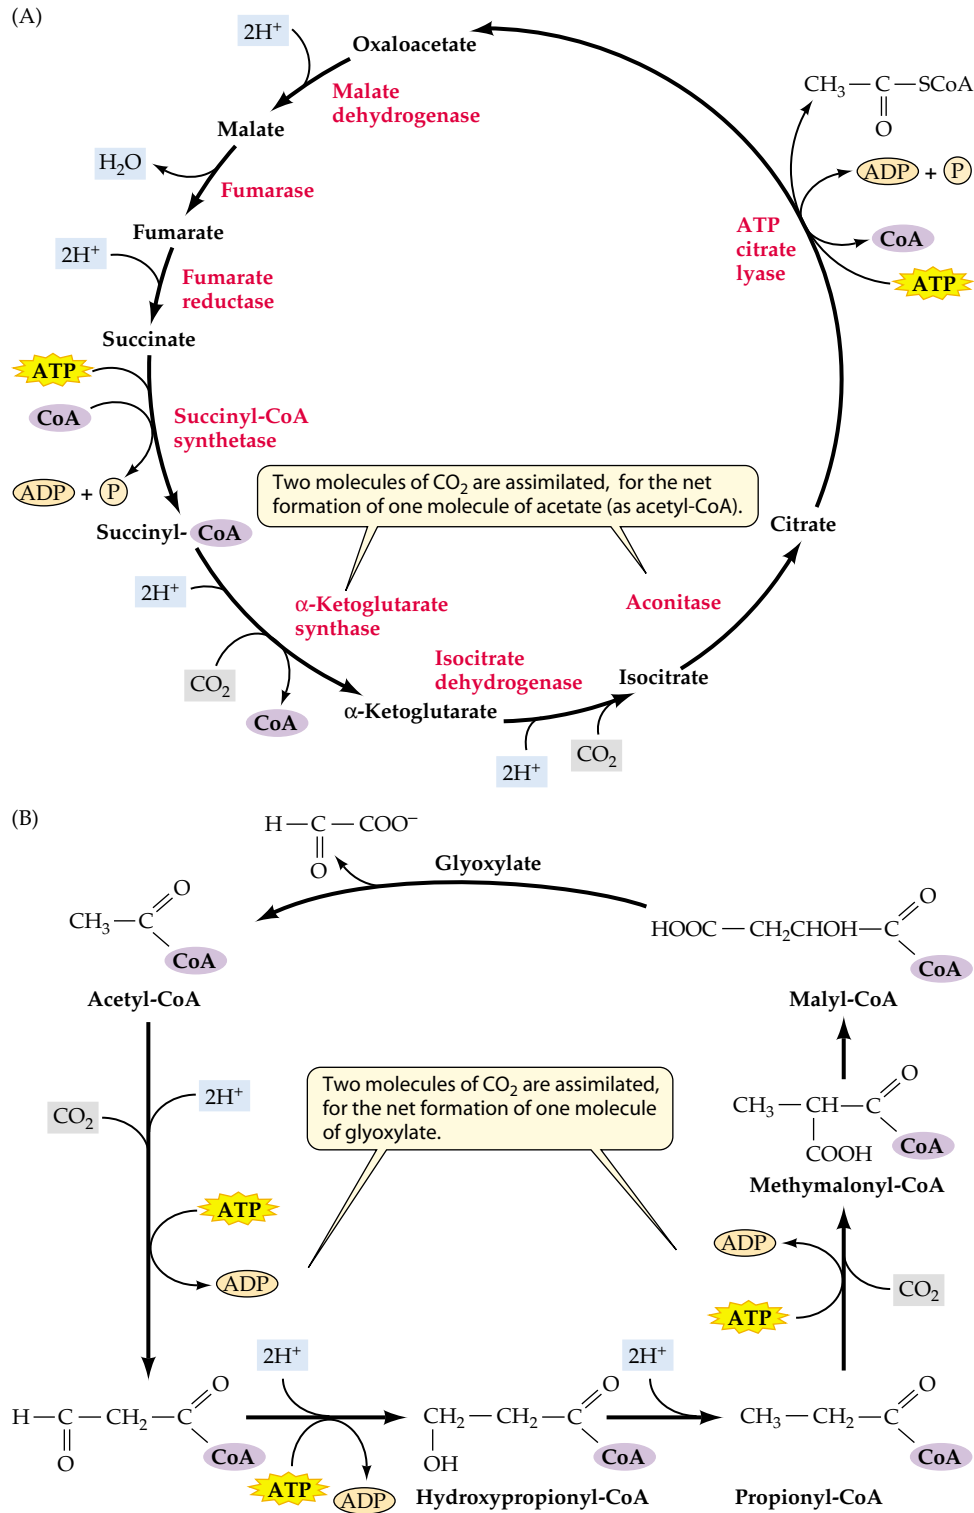 (A)
2H⁺
Oxaloacetate
Malate
dehydrogenase
Malate
H₂O
Fumarase
Fumarate
2H⁺
Fumarate
reductase
Succinate
ATP
CoA
Succinyl-CoA
synthetase
ADP + P
Succinyl- CoA
2H⁺
α-Ketoglutarate
synthase
CO₂
CoA
α-Ketoglutarate
Isocitrate
dehydrogenase
2H⁺
CO₂
Isocitrate
Aconitase
Citrate
Two molecules of CO₂ are assimilated, for the net
formation of one molecule of acetate (as acetyl-CoA).
ATP
citrate
lyase
CH₃—C—SCoA
O
ADP + P
CoA
ATP
(B)
H—C—COO⁻
O
Glyoxylate
CH₃—C
O
CoA
Acetyl-CoA
HOOC—CH₂CHOH—C
O
CoA
Malyl-CoA
CO₂
2H⁺
ATP
ADP
Two molecules of CO₂ are assimilated,
for the net formation of one molecule
of glyoxylate.
CH₃—CH—C
O
COOH
CoA
Methymalonyl-CoA
ADP
ATP
CO₂
H—C—CH₂—C
O
O
CoA
2H⁺
ATP
ADP
CH₂—CH₂—C
O
OH
CoA
Hydroxypropionyl-CoA
2H⁺
CH₃—CH₂—C
O
CoA
Propionyl-CoA